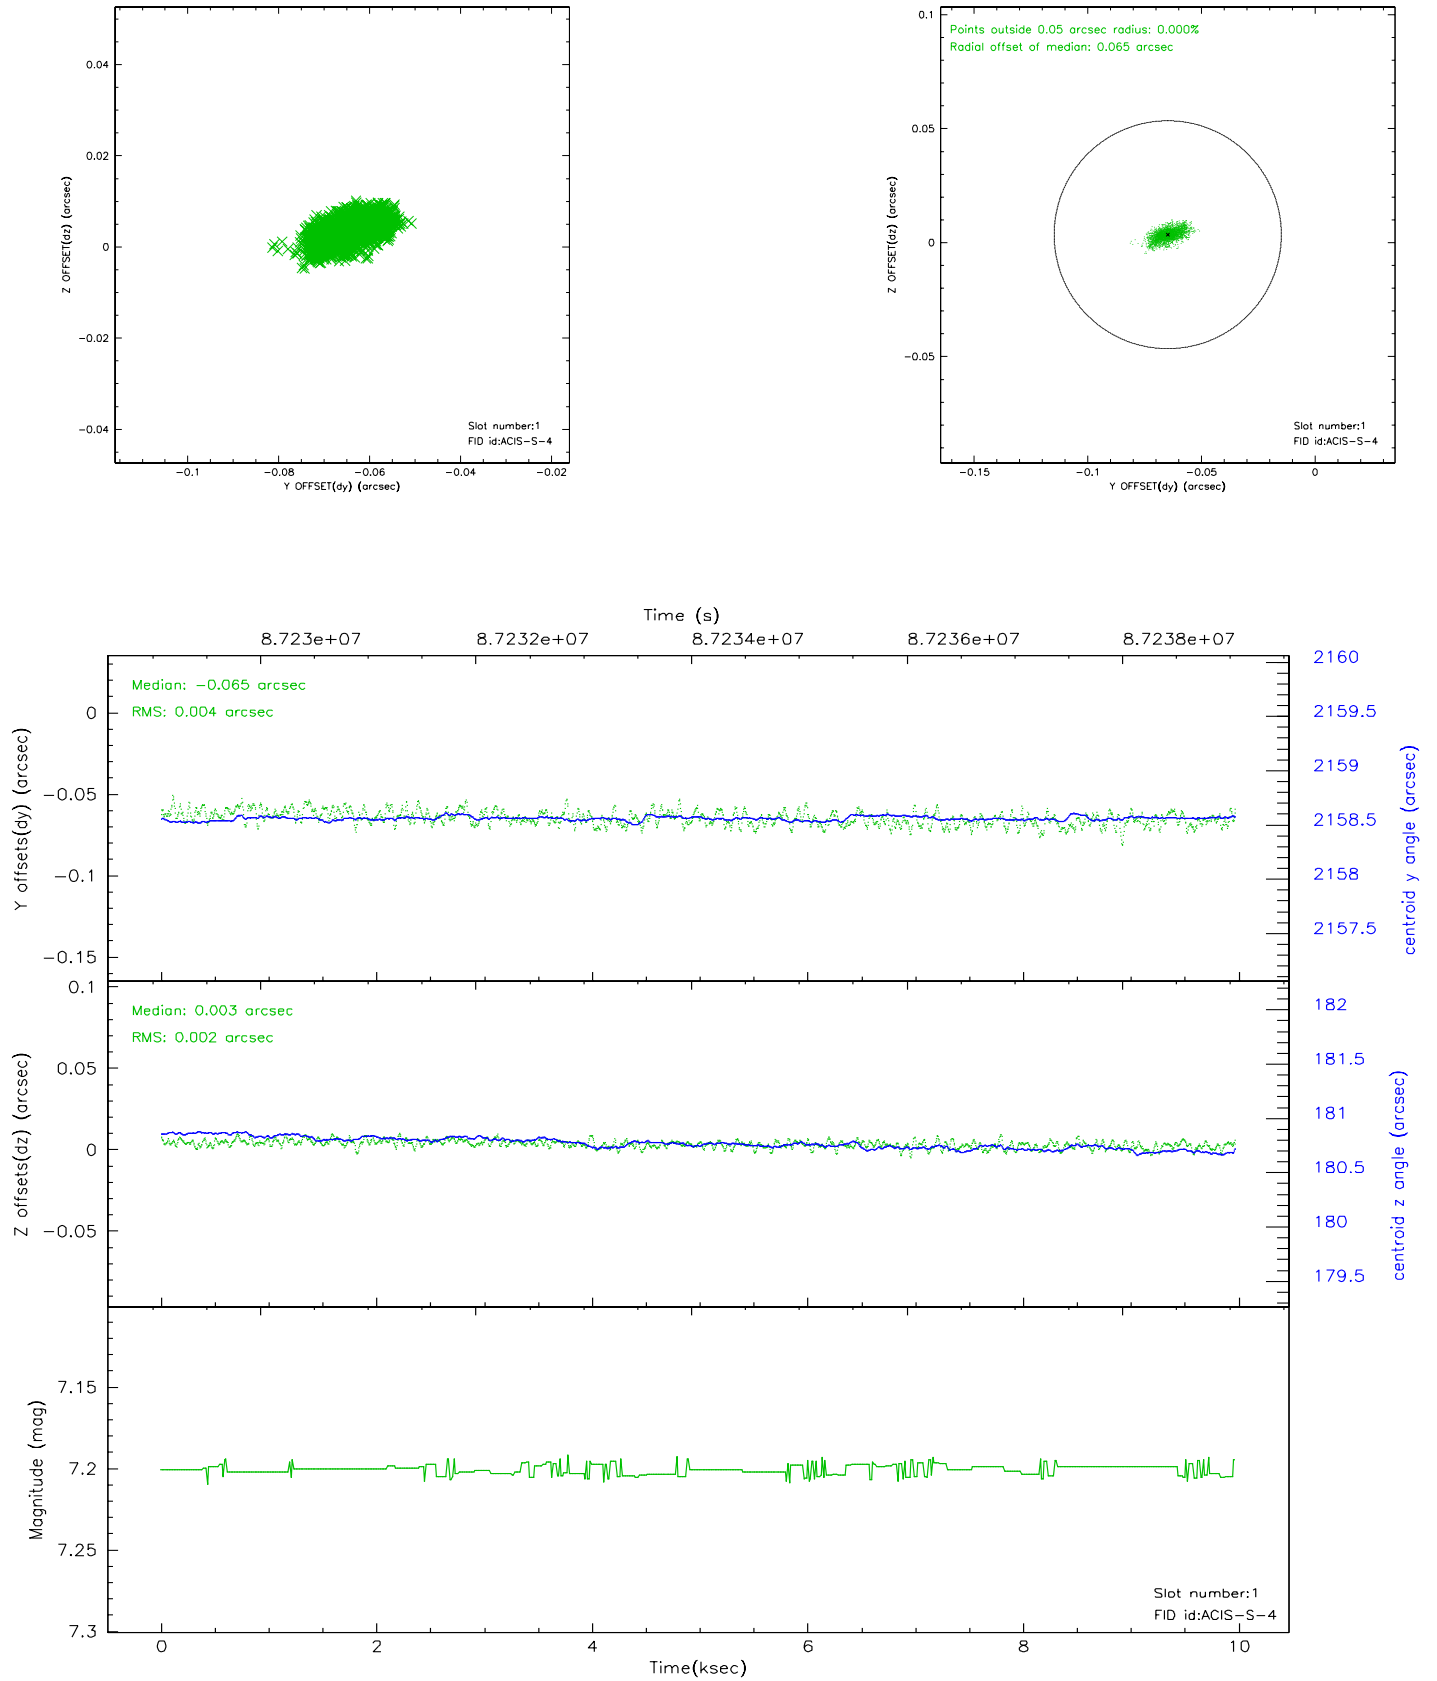 0.04
0.02
0
−0.02
−0.04
Z OFFSET(dz) (arcsec)
−0.1
−0.08
−0.06
−0.04
−0.02
Y OFFSET(dy) (arcsec)
Slot number:1
FID id:ACIS−S−4
Points outside 0.05 arcsec radius: 0.000%
Radial offset of median: 0.065 arcsec
0.1
0.05
0
−0.05
Z OFFSET(dz) (arcsec)
−0.15
−0.1
−0.05
0
Y OFFSET(dy) (arcsec)
Slot number:1
FID id:ACIS−S−4
Time (s)
8.723e+07
8.7232e+07
8.7234e+07
8.7236e+07
8.7238e+07
Median: −0.065 arcsec
RMS: 0.004 arcsec
0
−0.05
−0.1
−0.15
Y offsets(dy) (arcsec)
2160
2159.5
2159
2158.5
2158
2157.5
centroid y angle (arcsec)
Median: 0.003 arcsec
RMS: 0.002 arcsec
0.1
0.05
0
−0.05
Z offsets(dz) (arcsec)
182
181.5
181
180.5
180
179.5
centroid z angle (arcsec)
7.15
7.2
7.25
7.3
Magnitude (mag)
Slot number:1
FID id:ACIS−S−4
0
2
4
6
8
10
Time(ksec)